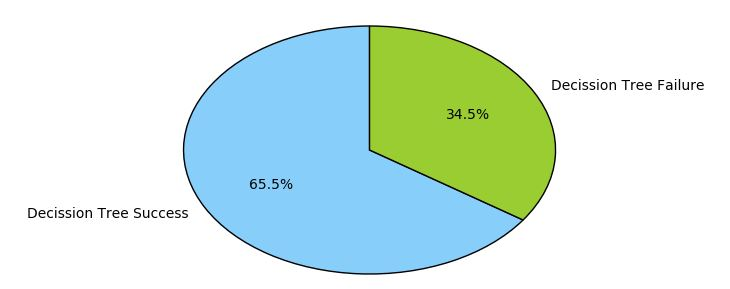 Decission Tree Failure
34.5%
65.5%
Decission Tree Success